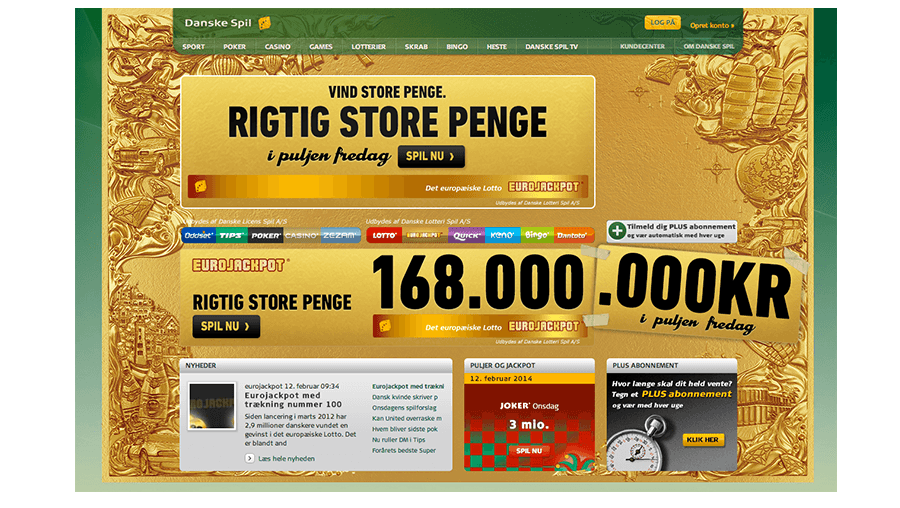 Danske Spil
LOG PÅ
Opret konto »
SPORT POKER CASINO GAMES LOTTERIER SKRAB BINGO HESTE DANSKE SPIL TV KUNDECENTER OM DANSKE SPIL
VIND STORE PENGE.
RIGTIG STORE PENGE
i puljen fredag
SPIL NU ❯
Det europæiske Lotto EUROJACKPOT
Udbydes af Danske Lotteri Spil A/S
Udbydes af Danske Licens Spil A/S
Udbydes af Danske Lotteri Spil A/S
Oddset TIPS POKER CASINO ZEZAM
LOTTO EUROJACKPOT QUICK KENO Bingo Dantoto
Tilmeld dig PLUS abonnement
og vær automatisk med hver uge
EUROJACKPOT
RIGTIG STORE PENGE
SPIL NU ❯
168.000.000KR
i puljen fredag
Det europæiske Lotto EUROJACKPOT
Udbydes af Danske Lotteri Spil A/S
NYHEDER
eurojackpot 12. februar 09:34
Eurojackpot med
trækning nummer 100
Siden lancering i marts 2012 har
2,9 millioner danskere vundet en
gevinst i det europæiske Lotto. Det
er blandt and
Læs hele nyheden
Eurojackpot med trækni
Dansk kvinde skriver p
Onsdagens spilforslag
Kan United overraske m
Hvem bliver sidste pok
Nu ruller DM i Tips
Forårets bedste Super
PULJER OG JACKPOT
12. februar 2014
JOKER Onsdag
3 mio.
SPIL NU
PLUS ABONNEMENT
Hvor længe skal dit held vente?
Tegn et PLUS abonnement
og vær med hver uge
KLIK HER